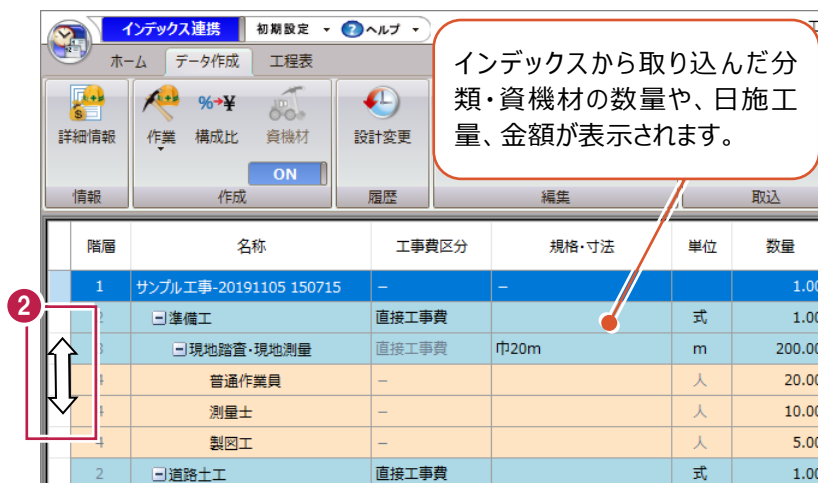 インデックス連携 初期設定 ヘルプ
ホーム データ作成 工程表
インデックスから取り込んだ分
類・資機材の数量や、日施工
量、金額が表示されます。
詳細情報 作業 構成比 資機材 設計変更
ON
情報 作成 履歴 編集 取込
階層 名称 工事費区分 規格・寸法 単位 数量
1 サンプル工事-20191105 150715 − − 1.00
2
2 準備工 直接工事費 式 1.00
3 現地踏査・現地測量 直接工事費 巾20m m 200.00
4 普通作業員 − 人 20.00
4 測量士 − 人 10.00
4 製図工 − 人 5.00
2 道路土工 直接工事費 式 1.00